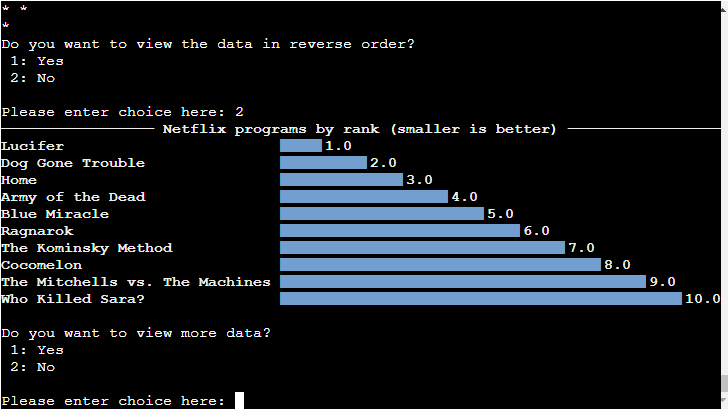 * *
*
Do you want to view the data in reverse order?
1: Yes
2: No
Please enter choice here: 2
Netflix programs by rank (smaller is better)
Lucifer 1.0
Dog Gone Trouble 2.0
Home 3.0
Army of the Dead 4.0
Blue Miracle 5.0
Ragnarok 6.0
The Kominsky Method 7.0
Cocomelon 8.0
The Mitchells vs. The Machines 9.0
Who Killed Sara? 10.0
Do you want to view more data?
1: Yes
2: No
Please enter choice here: